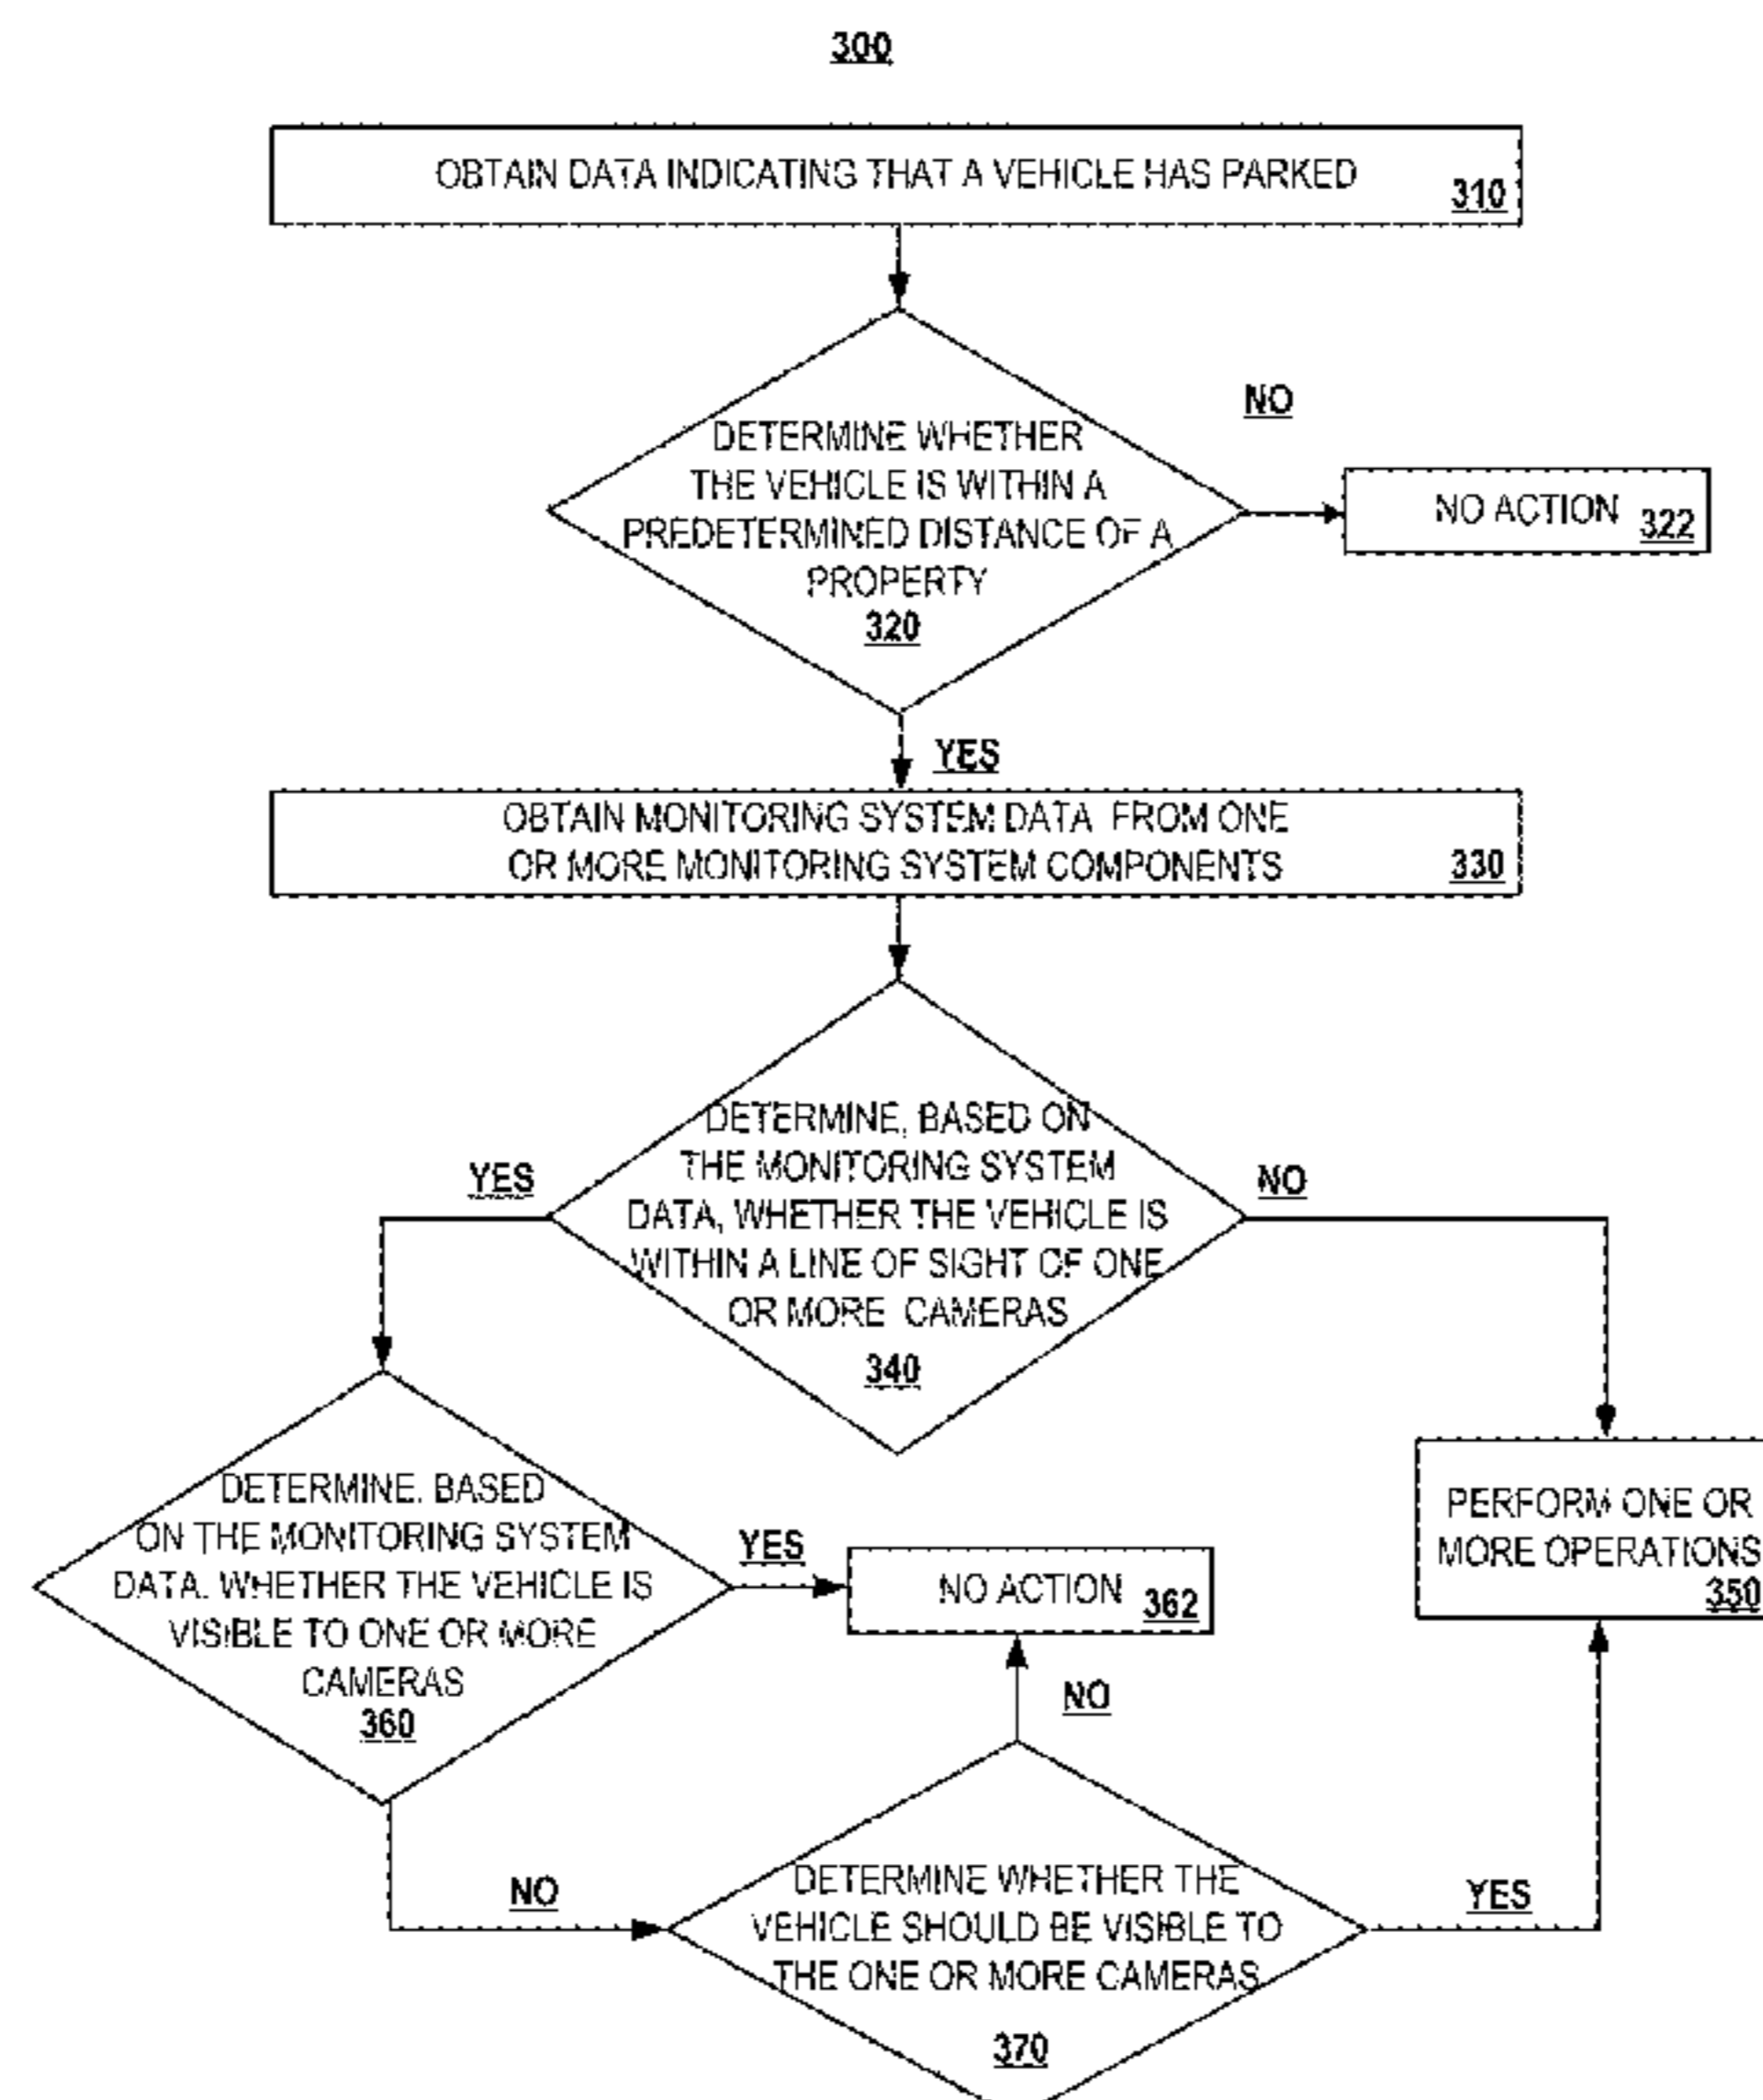 300
OBTAIN DATA INDICATING THAT A VEHICLE HAS PARKED
310
DETERMINE WHETHER
THE VEHICLE IS WITHIN A
PREDETERMINED DISTANCE OF A
PROPERTY
320
NO
NO ACTION
322
YES
OBTAIN MONITORING SYSTEM DATA FROM ONE
OR MORE MONITORING SYSTEM COMPONENTS
330
DETERMINE, BASED ON
THE MONITORING SYSTEM
DATA, WHETHER THE VEHICLE IS
WITHIN A LINE OF SIGHT OF ONE
OR MORE CAMERAS
340
YES
NO
DETERMINE, BASED
ON THE MONITORING SYSTEM
DATA, WHETHER THE VEHICLE IS
VISIBLE TO ONE OR MORE
CAMERAS
360
YES
NO ACTION
362
PERFORM ONE OR
MORE OPERATIONS
350
NO
NO
DETERMINE WHETHER THE
VEHICLE SHOULD BE VISIBLE TO
THE ONE OR MORE CAMERAS
370
YES